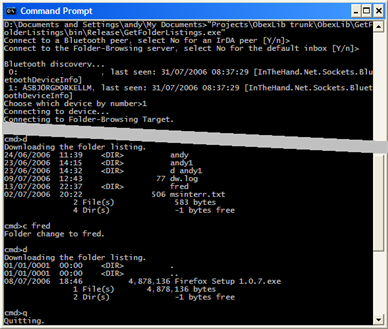 Command Prompt
D:\Documents and Settings\andy\My Documents>"Projects\ObexLib trunk\ObexLib\GetF
olderListings\bin\Release\GetFolderListings.exe"
Connect to a Bluetooth peer, select No for an IrDA peer [Y/n]>
Connect to the Folder-Browsing server, select No for the default inbox [Y/n]>
Bluetooth discovery...
0: , last seen: 31/07/2006 08:37:29 [InTheHand.Net.Sockets.Blu
etoothDeviceInfo]
1: ASBJORGDORKELLM, last seen: 31/07/2006 08:37:29 [InTheHand.Net.Sockets.Bluet
oothDeviceInfo]
Choose which device by number>1
Connecting to device...
Connecting to Folder-Browsing Target.
cmd>d
Downloading the folder listing.
24/06/2006 11:39 <DIR> andy
23/06/2006 14:15 <DIR> andy1
23/06/2006 14:32 <DIR> d andy1
09/07/2006 12:43 77 dw.log
13/07/2006 22:37 <DIR> fred
02/07/2006 20:22 506 msinterr.txt
2 File(s) 583 bytes
4 Dir(s) -1 bytes free
cmd>c fred
Folder change to fred.
cmd>d
Downloading the folder listing.
01/01/0001 00:00 <DIR> .
01/01/0001 00:00 <DIR> ..
08/07/2006 18:46 4,878,136 Firefox Setup 1.0.7.exe
1 File(s) 4,878,136 bytes
2 Dir(s) -1 bytes free
cmd>q
Quitting.